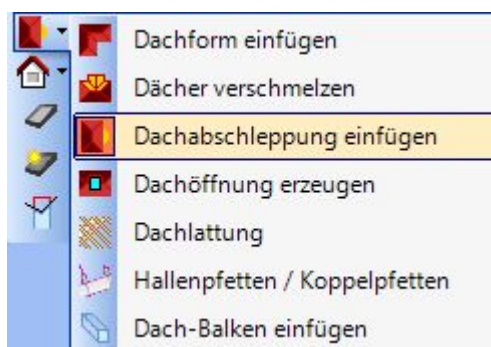 Dachform einfügen
Dächer verschmelzen
Dachabschleppung einfügen
Dachöffnung erzeugen
Dachlattung
Hallenpfetten / Koppelpfetten
Dach-Balken einfügen